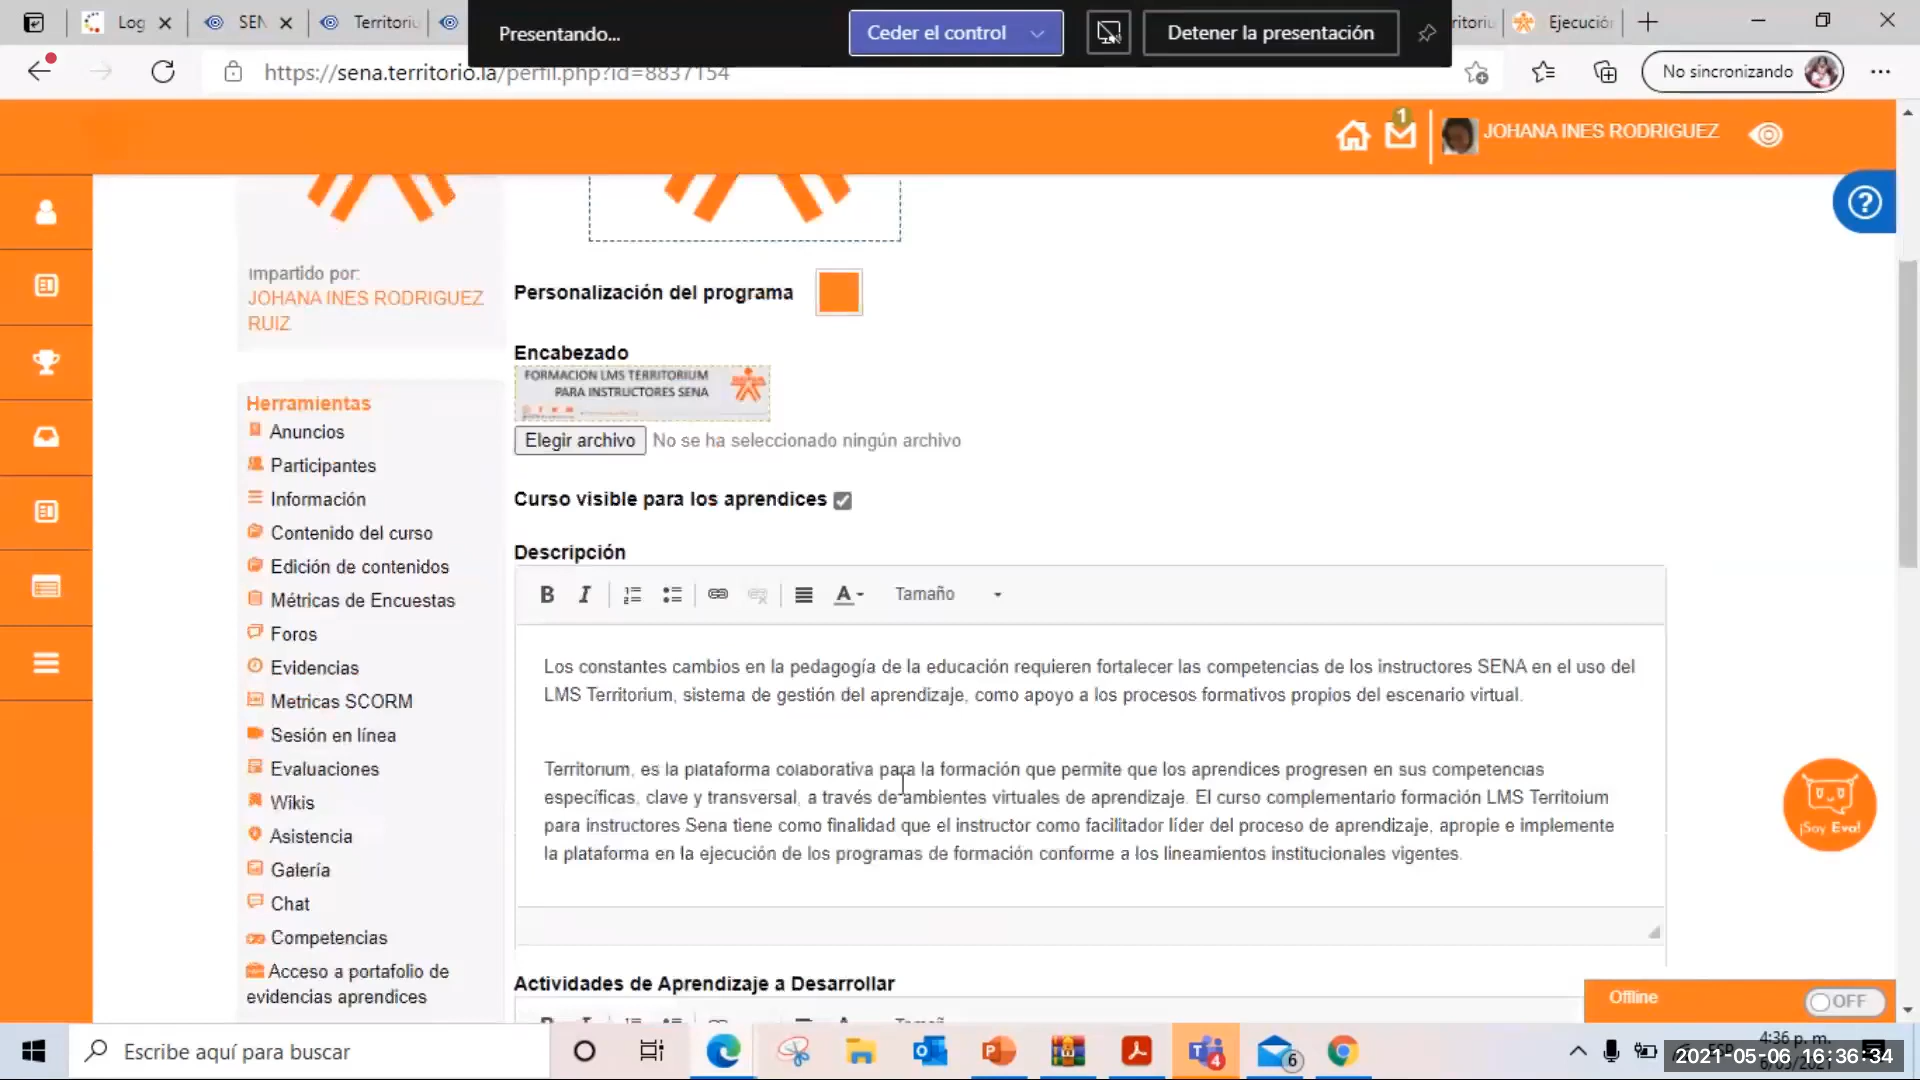 Log
SEN
Territoriu
Presentando...
Ceder el control
Detener la presentación
ritoriu
Ejecución
https://sena.territorio.la/perfil.php?id=8837154
No sincronizando
1
JOHANA INES RODRIGUEZ
Impartido por:
JOHANA INES RODRIGUEZ
RUIZ
Herramientas
Anuncios
Participantes
Información
Contenido del curso
Edición de contenidos
Métricas de Encuestas
Foros
Evidencias
Metricas SCORM
Sesión en línea
Evaluaciones
Wikis
Asistencia
Galería
Chat
Competencias
Acceso a portafolio de
evidencias aprendices
Personalización del programa
Encabezado
FORMACION LMS TERRITORIUM
PARA INSTRUCTORES SENA
Elegir archivo No se ha seleccionado ningún archivo
Curso visible para los aprendices
Descripción
B I Tamaño
Los constantes cambios en la pedagogía de la educación requieren fortalecer las competencias de los instructores SENA en el uso del
LMS Territorium, sistema de gestión del aprendizaje, como apoyo a los procesos formativos propios del escenario virtual.
Territorium, es la plataforma colaborativa para la formación que permite que los aprendices progresen en sus competencias
específicas, clave y transversal, a través de ambientes virtuales de aprendizaje. El curso complementario formación LMS Territoium
para instructores Sena tiene como finalidad que el instructor como facilitador líder del proceso de aprendizaje, apropie e implemente
la plataforma en la ejecución de los programas de formación conforme a los lineamientos institucionales vigentes.
Actividades de Aprendizaje a Desarrollar
¡Soy Eva!
Offline
OFF
Escribe aquí para buscar
4
6
4:36 p. m.
2021-05-06 16:36:34